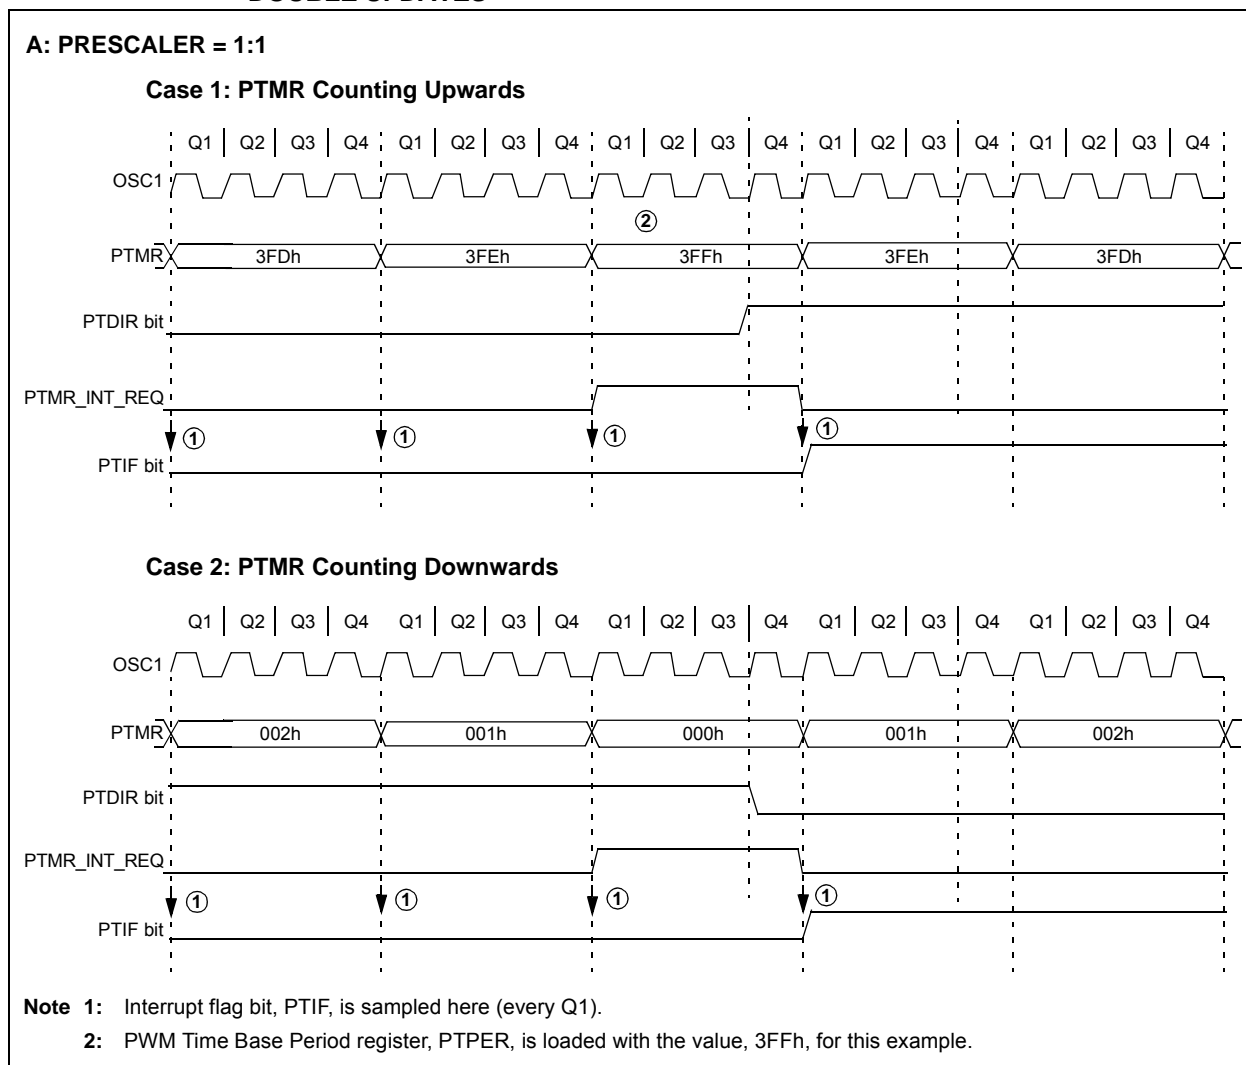 DOUBLE UPDATES
A: PRESCALER = 1:1
Case 1: PTMR Counting Upwards
Q1 Q2 Q3 Q4 Q1 Q2 Q3 Q4 Q1 Q2 Q3 Q4 Q1 Q2 Q3 Q4 Q1 Q2 Q3 Q4
OSC1
2
PTMR 3FDh 3FEh 3FFh 3FEh 3FDh
PTDIR bit
PTMR_INT_REQ
1 1 1 1
PTIF bit
Case 2: PTMR Counting Downwards
Q1 Q2 Q3 Q4 Q1 Q2 Q3 Q4 Q1 Q2 Q3 Q4 Q1 Q2 Q3 Q4 Q1 Q2 Q3 Q4
OSC1
PTMR 002h 001h 000h 001h 002h
PTDIR bit
PTMR_INT_REQ
1 1 1 1
PTIF bit
Note 1: Interrupt flag bit, PTIF, is sampled here (every Q1).
2: PWM Time Base Period register, PTPER, is loaded with the value, 3FFh, for this example.